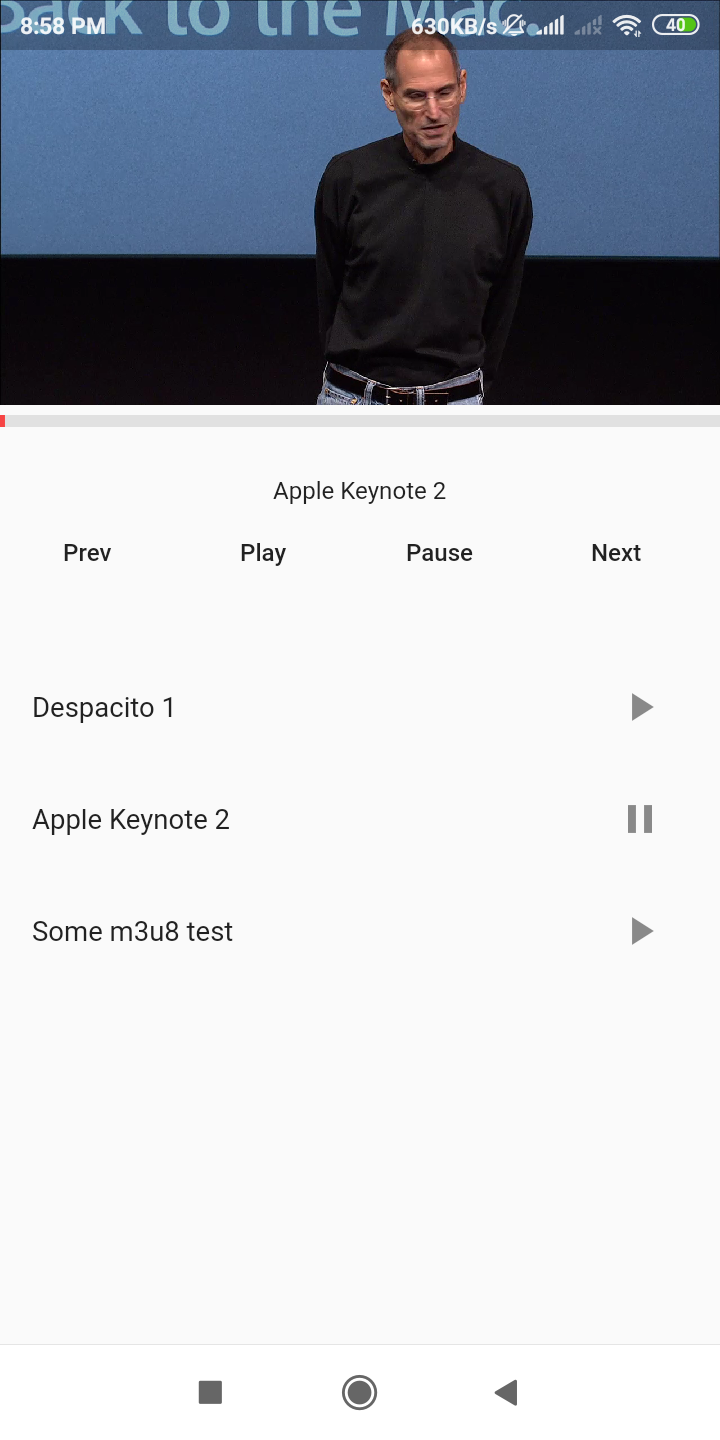 Back to the Mac
8:58 PM 630KB/s 40
Apple Keynote 2
Prev Play Pause Next
Despacito 1
Apple Keynote 2
Some m3u8 test